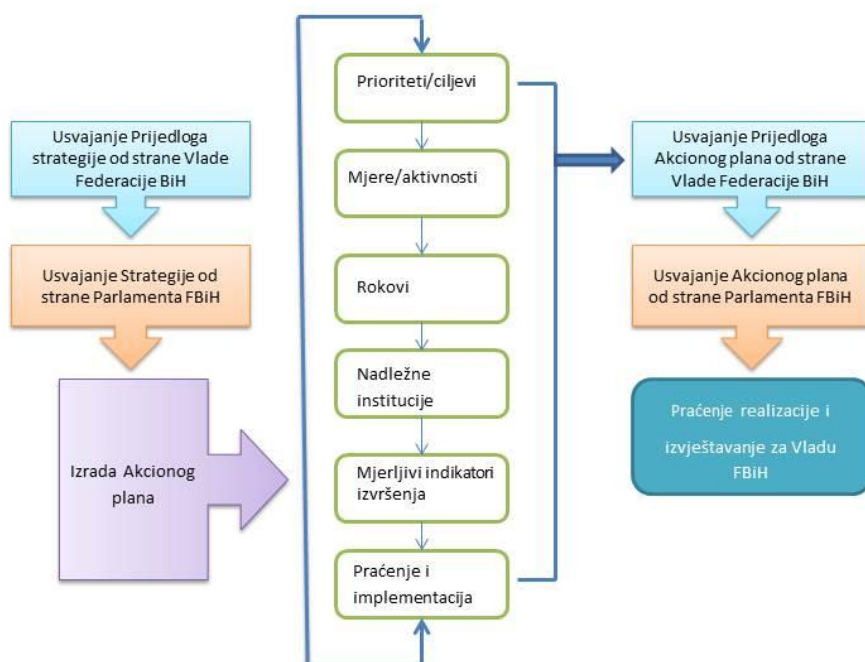 Usvajanje Prijedloga
strategije od strane Vlade
Federacije BiH
Usvajanje Strategije od
strane Parlamenta FBiH
Izrada Akcionog
plana
Prioriteti/ciljevi
Mjere/aktivnosti
Rokovi
Nadležne
institucije
Mjerljivi indikatori
izvršenja
Praćenje i
implementacija
Usvajanje Prijedloga
Akcionog plana od strane
Vlade Federacije BiH
Usvajanje Akcionog plana
od strane Parlamenta FBiH
Praćenje realizacije i
izvještavanje za Vladu
FBiH